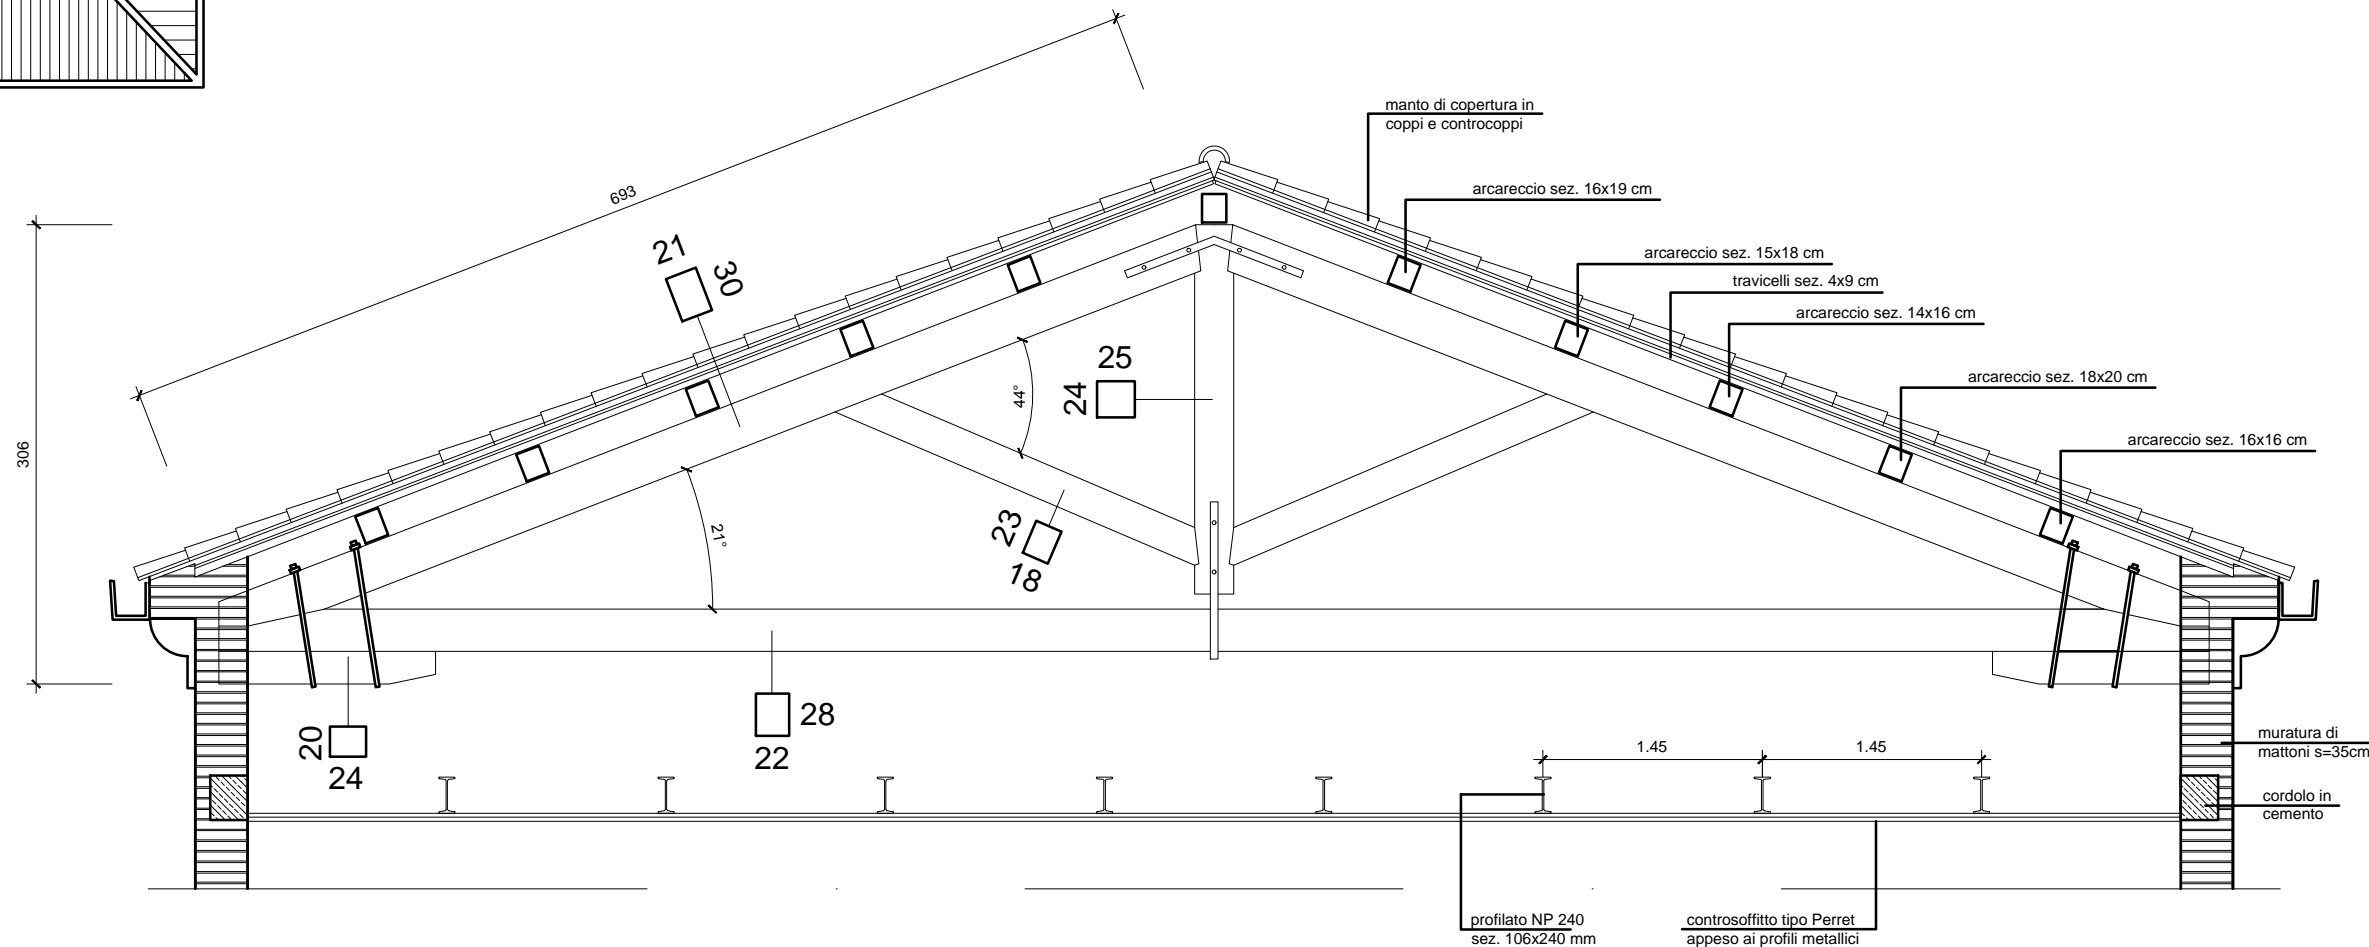 manto di copertura in
coppi e controcoppi
693
arcareccio sez. 16x19 cm
21
30
arcareccio sez. 15x18 cm
travicelli sez. 4x9 cm
arcareccio sez. 14x16 cm
25
24
44°
arcareccio sez. 18x20 cm
306
arcareccio sez. 16x16 cm
21°
23
18
20
24
28
22
1.45
1.45
muratura di
mattoni s=35cm
cordolo in
cemento
profilato NP 240
sez. 106x240 mm
controsoffitto tipo Perret
appeso ai profili metallici